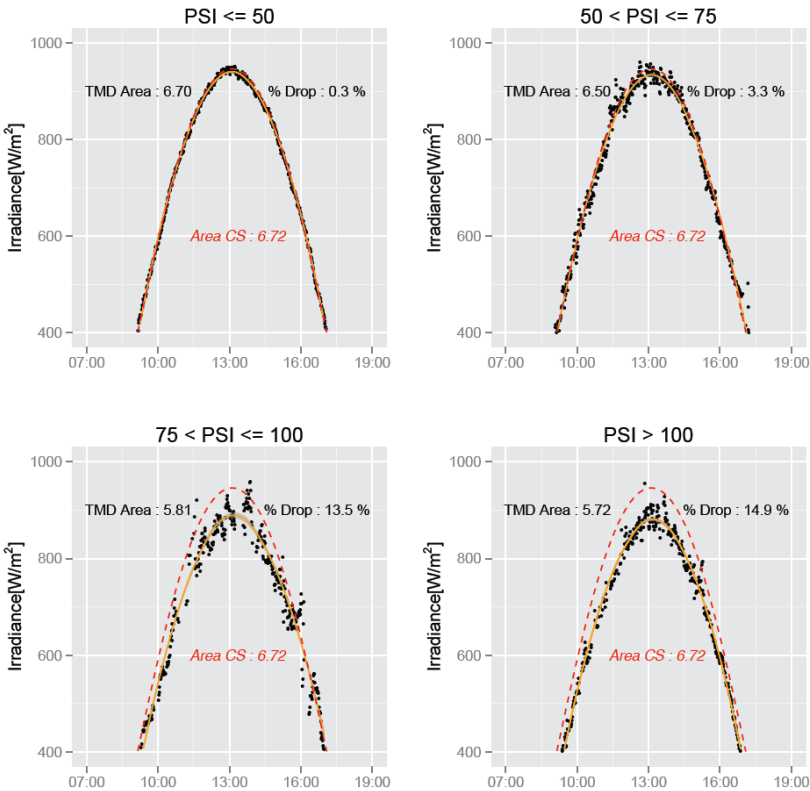 PSI <= 50
1000
TMD Area : 6.70
% Drop : 0.3 %
800
600
400
Irradiance[W/m²]
Area CS : 6.72
07:00 10:00 13:00 16:00 19:00
50 < PSI <= 75
1000
TMD Area : 6.50
% Drop : 3.3 %
800
600
400
Irradiance[W/m²]
Area CS : 6.72
07:00 10:00 13:00 16:00 19:00
75 < PSI <= 100
1000
TMD Area : 5.81
% Drop : 13.5 %
800
600
400
Irradiance[W/m²]
Area CS : 6.72
07:00 10:00 13:00 16:00 19:00
PSI > 100
1000
TMD Area : 5.72
% Drop : 14.9 %
800
600
400
Irradiance[W/m²]
Area CS : 6.72
07:00 10:00 13:00 16:00 19:00